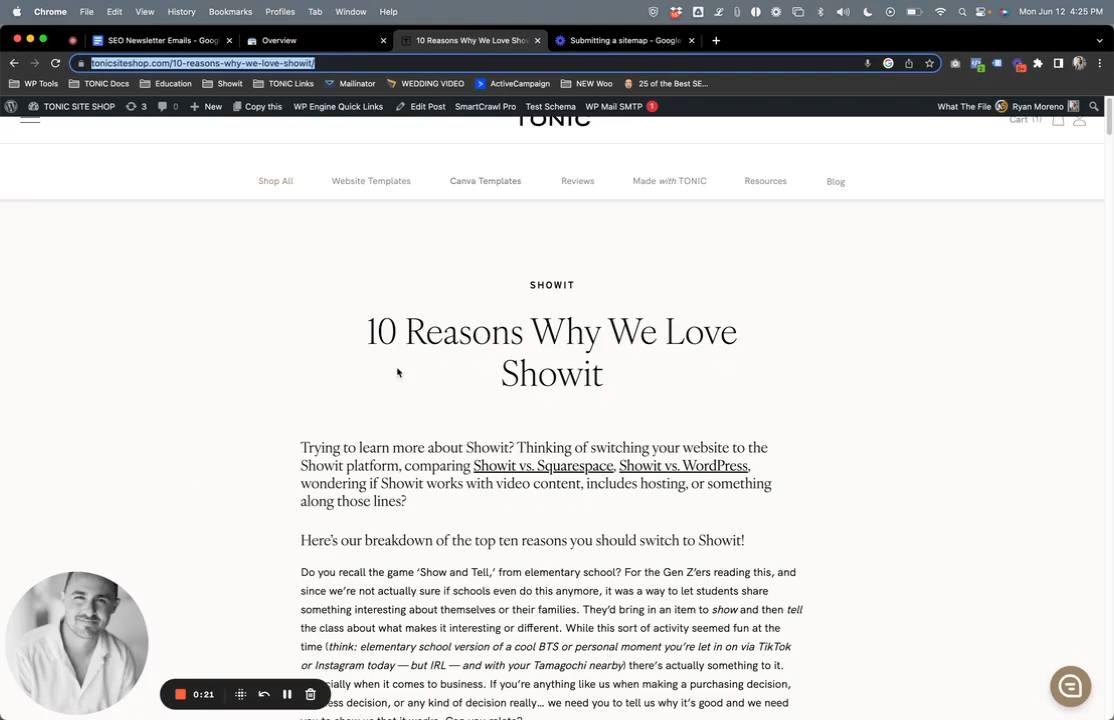 Chrome File Edit View History Bookmarks Profiles Tab Window Help Mon Jun 12 4:25 PM
SEO Newsletter Emails - Goog Overview 10 Reasons Why We Love Show Submitting a sitemap - Google
tonicsiteshop.com/10-reasons-why-we-love-showit/
WP Tools TONIC Docs Education Showit TONIC Links Mailinator WEDDING VIDEO ActiveCampaign NEW Woo 25 of the Best SE...
TONIC SITE SHOP 3 0 New Copy this WP Engine Quick Links Edit Post SmartCrawl Pro Test Schema WP Mail SMTP 1 What The File Ryan Moreno
TONIC
Cart (1)
Shop All Website Templates Canva Templates Reviews Made with TONIC Resources Blog
SHOWIT
10 Reasons Why We Love
Showit
Trying to learn more about Showit? Thinking of switching your website to the
Showit platform, comparing Showit vs. Squarespace, Showit vs. WordPress,
wondering if Showit works with video content, includes hosting, or something
along those lines?
Here's our breakdown of the top ten reasons you should switch to Showit!
Do you recall the game 'Show and Tell,' from elementary school? For the Gen Z'ers reading this, and
since we're not actually sure if schools even do this anymore, it was a way to let students share
something interesting about themselves or their families. They'd bring in an item to show and then tell
the class about what makes it interesting or different. While this sort of activity seemed fun at the
time (think: elementary school version of a cool BTS or personal moment you're let in on via TikTok
or Instagram today — but IRL — and with your Tamagochi nearby) there's actually something to it.
cially when it comes to business. If you're anything like us when making a purchasing decision,
ess decision, or any kind of decision really... we need you to tell us why it's good and we need
you to show us that it works. Can you relate?
0:21